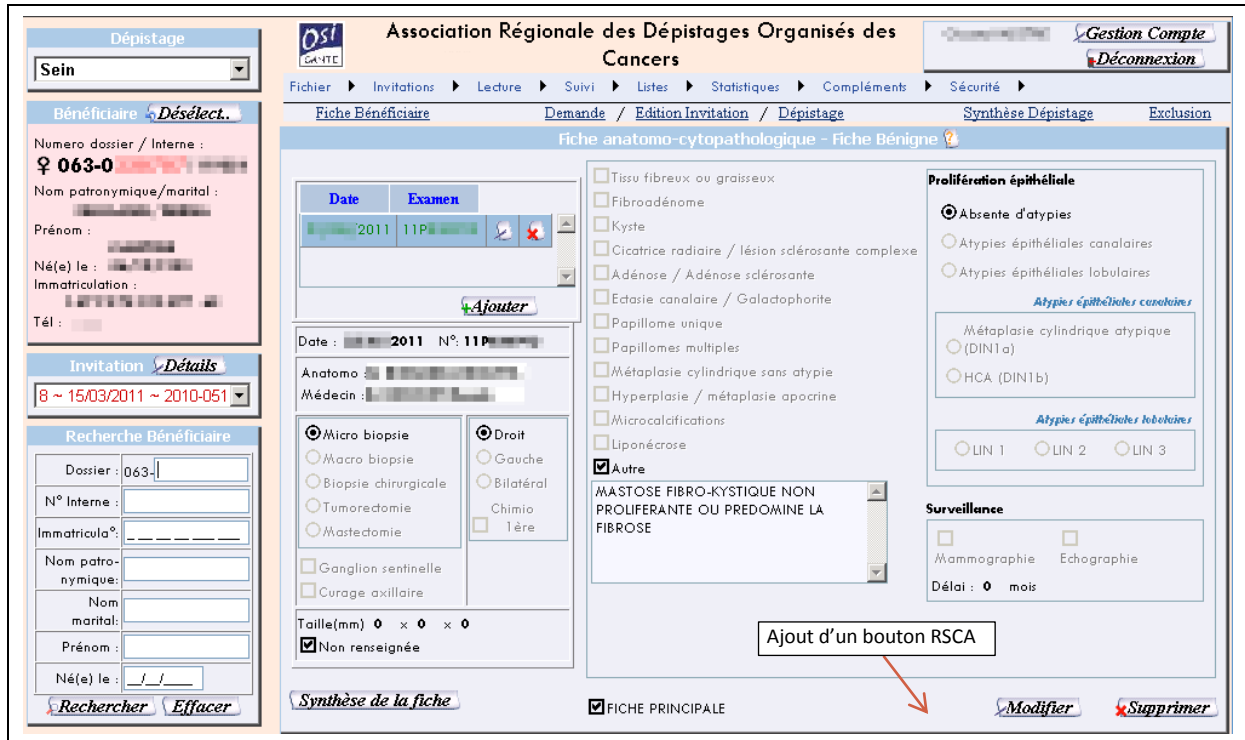 Dépistage
Sein
Bénéficiaire Désélect..
Numero dossier / Interne :
♀ 063-0
Nom patronymique/marital :
Prénom :
Né(e) le :
Immatriculation :
Tél :
Invitation Détails
8 ~ 15/03/2011 ~ 2010-051
Recherche Bénéficiaire
Dossier : 063-
N° Interne :
Immatricula°: __ __ __ __ ___ ___
Nom patro-
nymique:
Nom
marital:
Prénom :
Né(e) le : __/__/____
Rechercher Effacer
OSI
SANTE
Association Régionale des Dépistages Organisés des
Cancers
Gestion Compte
Déconnexion
Fichier Invitations Lecture Suivi Listes Statistiques Compléments Sécurité
Fiche Bénéficiaire Demande / Edition Invitation / Dépistage Synthèse Dépistage Exclusion
Fiche anatomo-cytopathologique - Fiche Bénigne
Date Examen
2011 11P
Ajouter
Date : 2011 N°: 11P
Anatomo :
Médecin :
Micro biopsie
Macro biopsie
Biopsie chirurgicale
Tumorectomie
Mastectomie
Droit
Gauche
Bilatéral
Chimio
1ère
Ganglion sentinelle
Curage axillaire
Taille(mm) 0 x 0 x 0
Non renseignée
Synthèse de la fiche
Tissu fibreux ou graisseux
Fibroadénome
Kyste
Cicatrice radiaire / lésion sclérosante complexe
Adénose / Adénose sclérosante
Ectasie canalaire / Galactophorite
Papillome unique
Papillomes multiples
Métaplasie cylindrique sans atypie
Hyperplasie / métaplasie apocrine
Microcalcifications
Liponécrose
Autre
MASTOSE FIBRO-KYSTIQUE NON
PROLIFERANTE OU PREDOMINE LA
FIBROSE
Prolifération épithéliale
Absente d'atypies
Atypies épithéliales canalaires
Atypies épithéliales lobulaires
Atypies épithéliales canalaires
Métaplasie cylindrique atypique
(DIN1a)
HCA (DIN1b)
Atypies épithéliales lobulaires
LIN 1 LIN 2 LIN 3
Surveillance
Mammographie Echographie
Délai : 0 mois
Ajout d’un bouton RSCA
FICHE PRINCIPALE
Modifier Supprimer